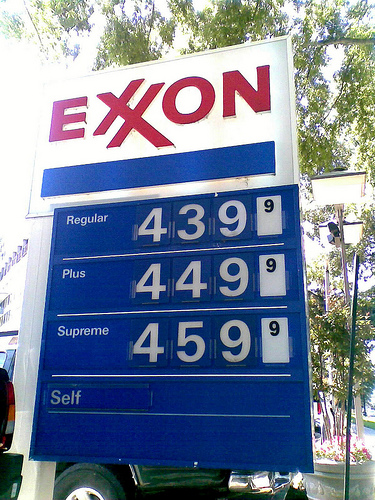 EXXON
Regular 439 9
Plus 449 9
Supreme 459 9
Self